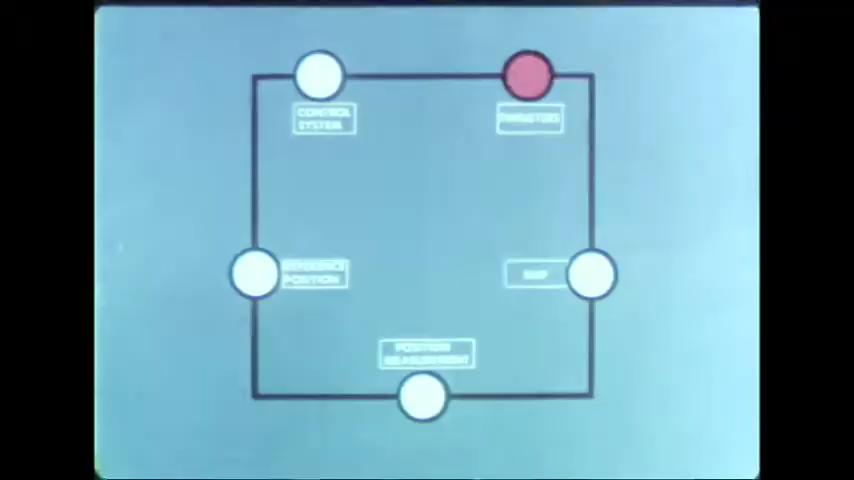 CONTROL
SYSTEM
THRUSTERS
REFERENCE
POSITION
SHIP
POSITION
MEASUREMENT